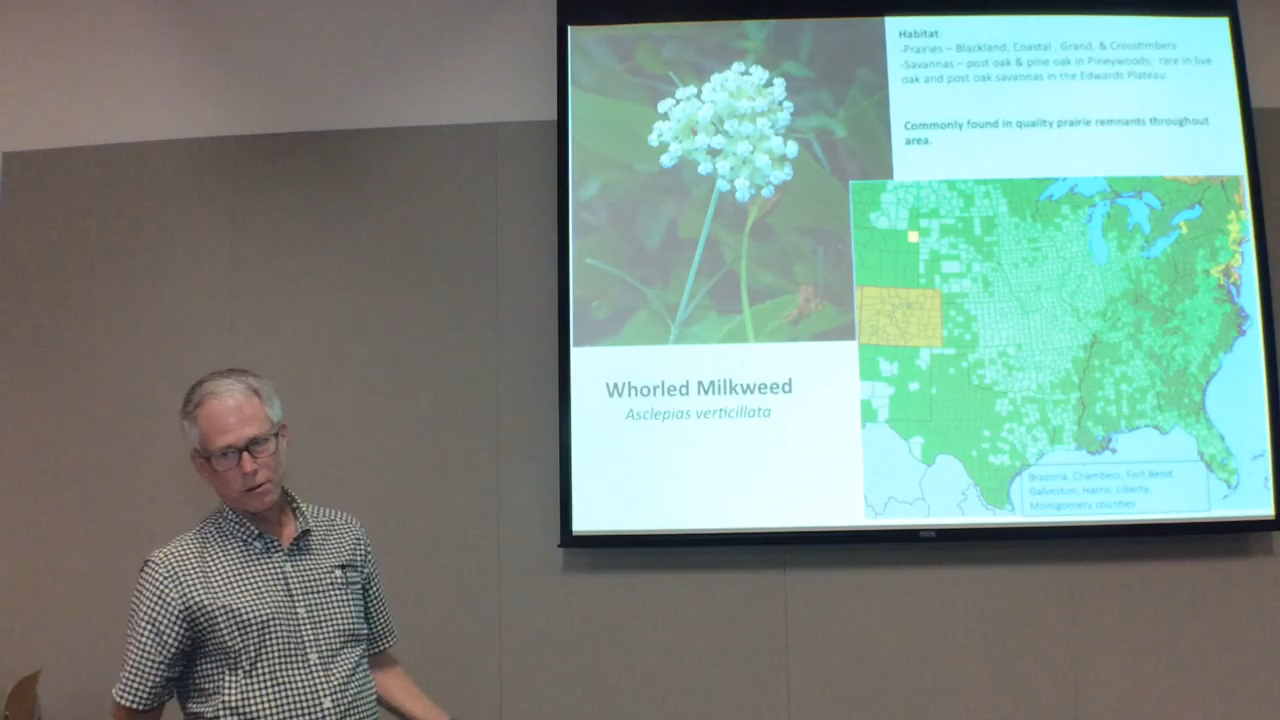 Habitat
-Prairies – Blackland, Coastal , Grand, & Crosstimbers
-Savannas – post oak & pine oak in Pineywoods; rare in live
oak and post oak savannas in the Edwards Plateau
Commonly found in quality prairie remnants throughout
area.
Whorled Milkweed
Asclepias verticillata
Brazoria, Chambers, Fort Bend,
Galveston, Harris, Liberty,
Montgomery counties